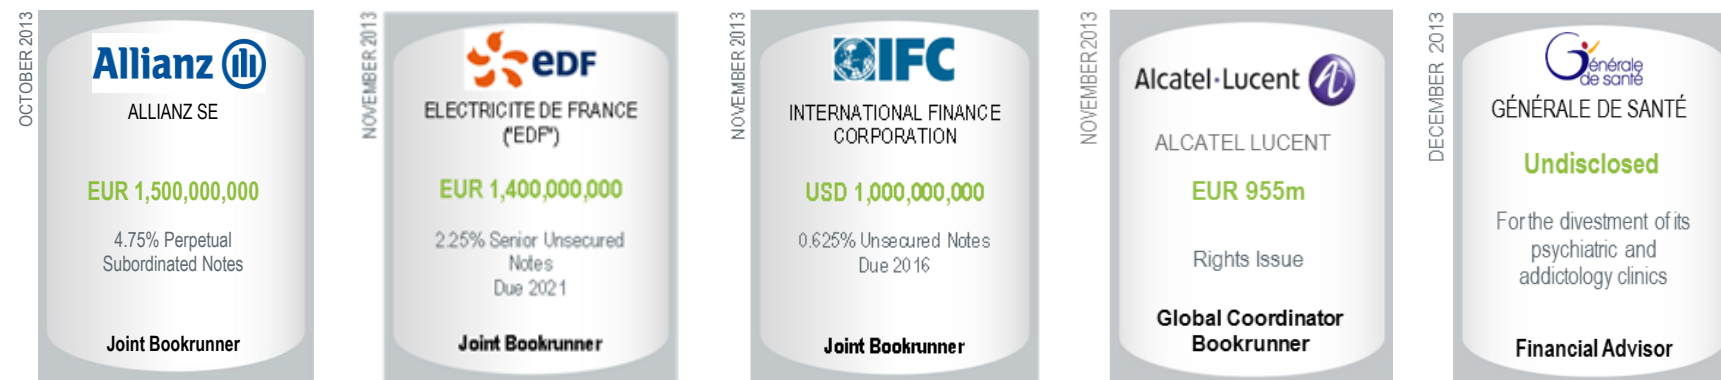 OCTOBER 2013
Allianz
ALLIANZ SE
EUR 1,500,000,000
4.75% Perpetual
Subordinated Notes
Joint Bookrunner
NOVEMBER 2013
eDF
ELECTRICITE DE FRANCE
("EDF")
EUR 1,400,000,000
2.25% Senior Unsecured
Notes
Due 2021
Joint Bookrunner
NOVEMBER 2013
IFC
INTERNATIONAL FINANCE
CORPORATION
USD 1,000,000,000
0.625% Unsecured Notes
Due 2016
Joint Bookrunner
NOVEMBER 2013
Alcatel·Lucent
ALCATEL LUCENT
EUR 955m
Rights Issue
Global Coordinator
Bookrunner
DECEMBER 2013
Générale
de santé
GÉNÉRALE DE SANTÉ
Undisclosed
For the divestment of its
psychiatric and
addictology clinics
Financial Advisor